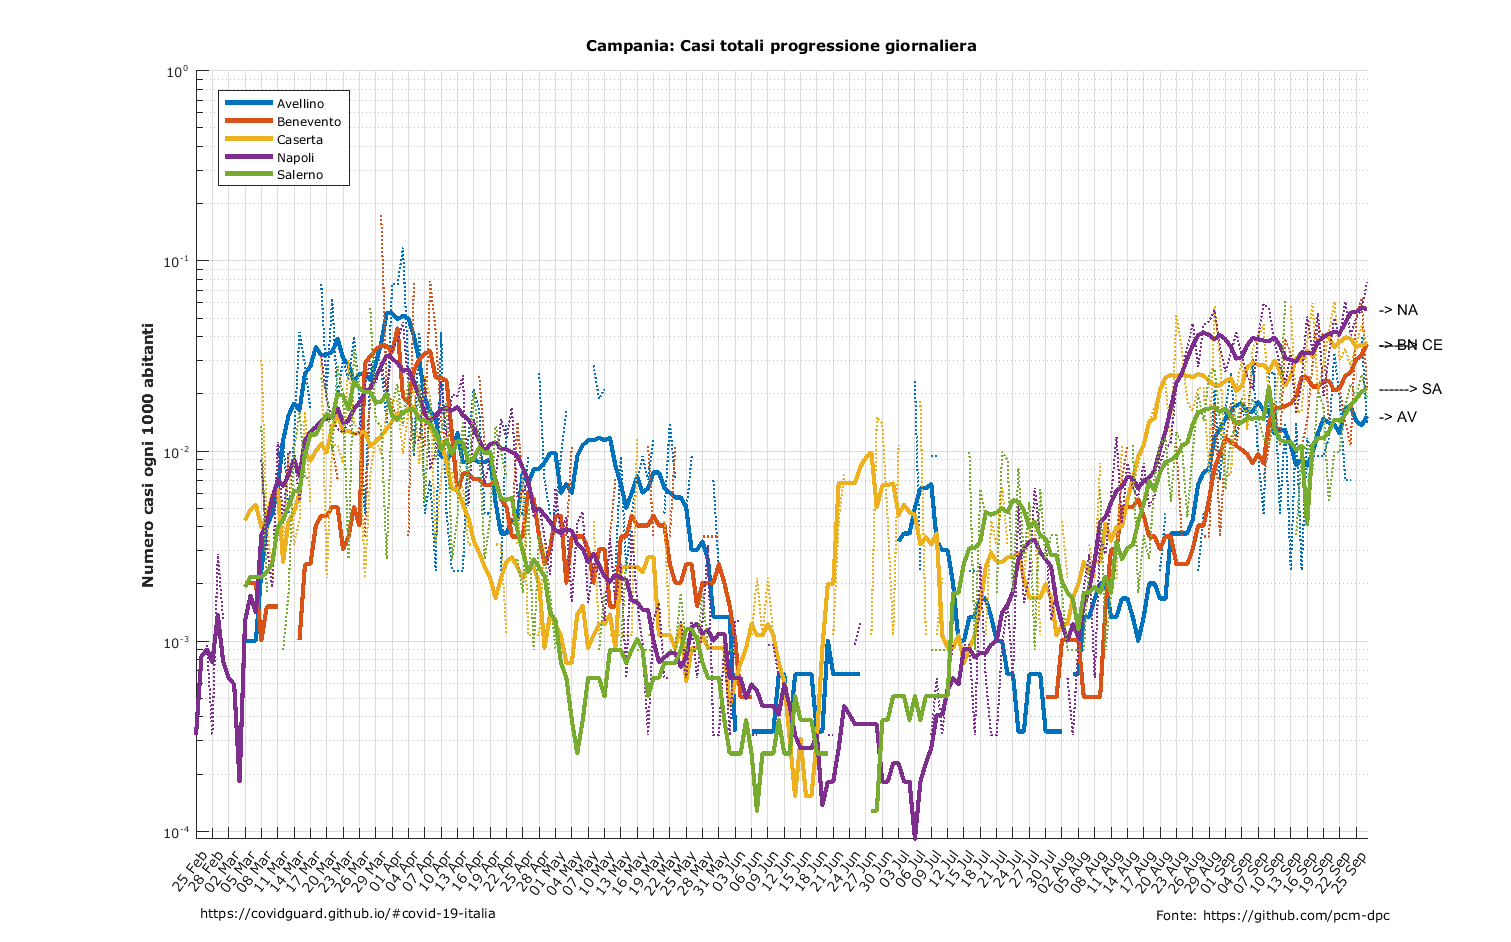 Campania: Casi totali progressione giornaliera
10^0
10^-1
10^-2
10^-3
10^-4
Numero casi ogni 1000 abitanti
Avellino
Benevento
Caserta
Napoli
Salerno
-> NA
-> BN
CE
------> SA
-> AV
25 Feb
28 Feb
02 Mar
05 Mar
08 Mar
11 Mar
14 Mar
17 Mar
20 Mar
23 Mar
26 Mar
29 Mar
01 Apr
04 Apr
07 Apr
10 Apr
13 Apr
16 Apr
19 Apr
22 Apr
25 Apr
28 Apr
01 May
04 May
07 May
10 May
13 May
16 May
19 May
22 May
25 May
28 May
31 May
03 Jun
06 Jun
09 Jun
12 Jun
15 Jun
18 Jun
21 Jun
24 Jun
27 Jun
30 Jun
03 Jul
06 Jul
09 Jul
12 Jul
15 Jul
18 Jul
21 Jul
24 Jul
27 Jul
30 Jul
02 Aug
05 Aug
08 Aug
11 Aug
14 Aug
17 Aug
20 Aug
23 Aug
26 Aug
29 Aug
01 Sep
04 Sep
07 Sep
10 Sep
13 Sep
16 Sep
19 Sep
22 Sep
25 Sep
https://covidguard.github.io/#covid-19-italia
Fonte: https://github.com/pcm-dpc